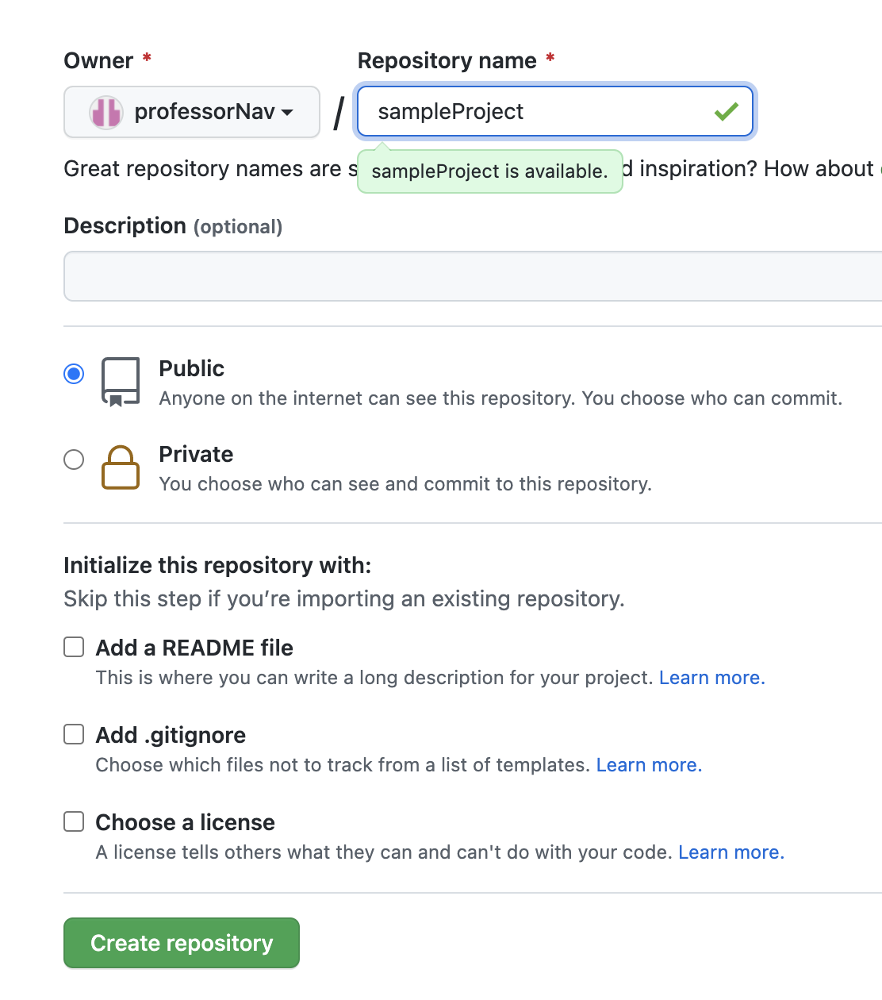 Owner * Repository name *
professorNav / sampleProject
Great repository names are s d inspiration? How about
sampleProject is available.
Description (optional)
Public
Anyone on the internet can see this repository. You choose who can commit.
Private
You choose who can see and commit to this repository.
Initialize this repository with:
Skip this step if you’re importing an existing repository.
Add a README file
This is where you can write a long description for your project. Learn more.
Add .gitignore
Choose which files not to track from a list of templates. Learn more.
Choose a license
A license tells others what they can and can't do with your code. Learn more.
Create repository